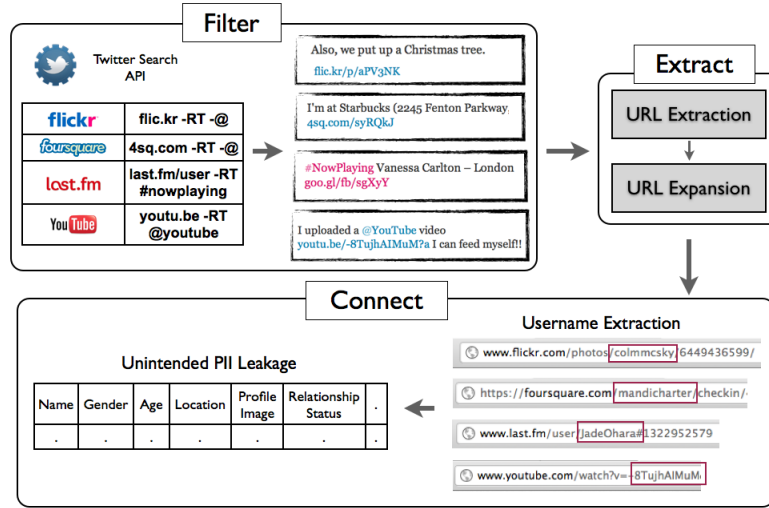 Filter
Twitter Search
API
flickr
flic.kr -RT -@
foursquare
4sq.com -RT -@
last.fm
last.fm/user -RT
#nowplaying
You Tube
youtu.be -RT
@youtube
Also, we put up a Christmas tree.
flic.kr/p/aPV3NK
I'm at Starbucks (2245 Fenton Parkway,
4sq.com/syRQkJ
#NowPlaying Vanessa Carlton – London
goo.gl/fb/sgXyY
I uploaded a @YouTube video
youtu.be/-8TujhAIMuM?a I can feed myself!!
Extract
URL Extraction
URL Expansion
Connect
Username Extraction
www.flickr.com/photos/colmmcsky/6449436599/
https://foursquare.com/mandicharter/checkin/
www.last.fm/user/JadeOhara#1322952579
www.youtube.com/watch?v=-8TujhAIMuM
Unintended PII Leakage
Name Gender Age Location Profile Image Relationship Status .
. . . . . . .